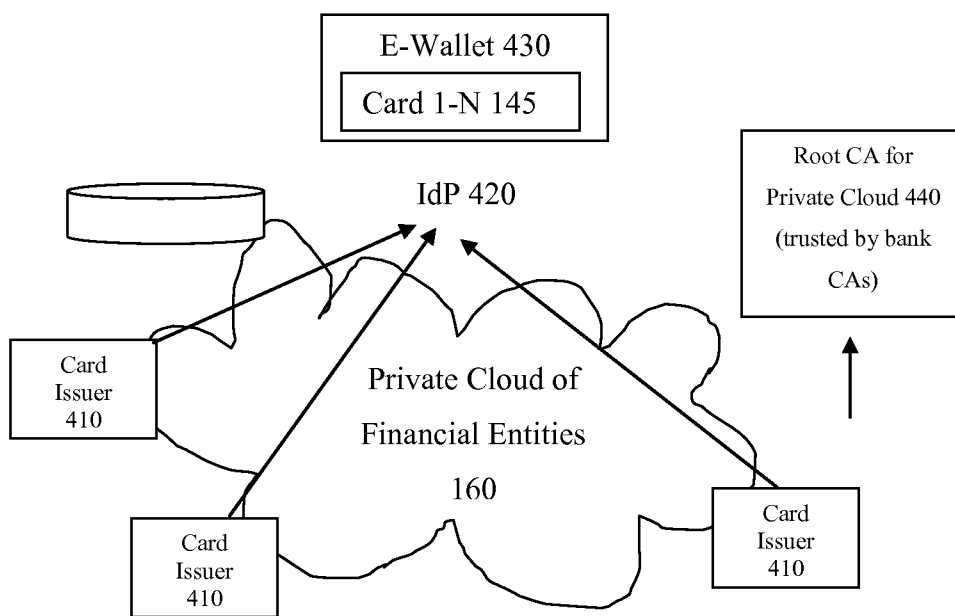 E-Wallet 430
Card 1-N 145
IdP 420
Root CA for
Private Cloud 440
(trusted by bank
CAs)
Card
Issuer
410
Private Cloud of
Financial Entities
160
Card
Issuer
410
Card
Issuer
410